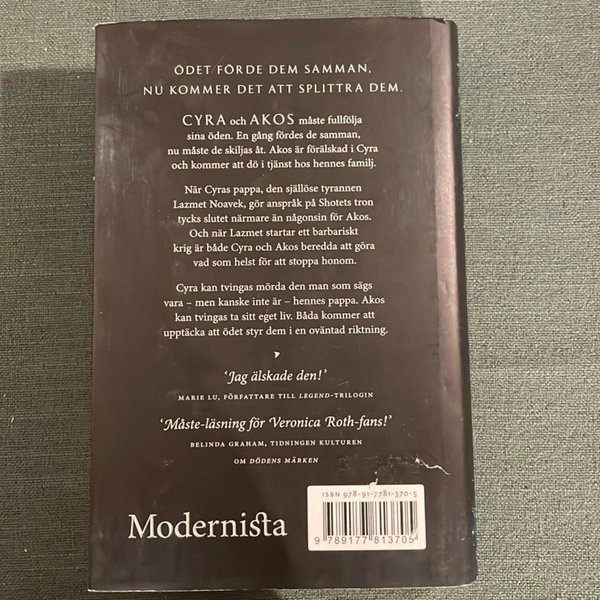 ÖDET FÖRDE DEM SAMMAN,
NU KOMMER DET ATT SPLITTRA DEM.
CYRA och AKOS måste fullfölja
sina öden. En gång fördes de samman,
nu måste de skiljas åt. Akos är förälskad i Cyra
och kommer att dö i tjänst hos hennes familj.
När Cyras pappa, den själlöse tyrannen
Lazmet Noavek, gör anspråk på Shotets tron
tycks slutet närmare än någonsin för Akos.
Och när Lazmet startar ett barbariskt
krig är både Cyra och Akos beredda att göra
vad som helst för att stoppa honom.
Cyra kan tvingas mörda den man som sägs
vara – men kanske inte är – hennes pappa. Akos
kan tvingas ta sitt eget liv. Båda kommer att
upptäcka att ödet styr dem i en oväntad riktning.
‘Jag älskade den!’
MARIE LU, FÖRFATTARE TILL LEGEND-TRILOGIN
‘Måste-läsning för Veronica Roth-fans!’
BELINDA GRAHAM, TIDNINGEN KULTUREN
OM DÖDENS MÄRKEN
ISBN 978-91-7781-370-5
9 789177 813705
Modernista